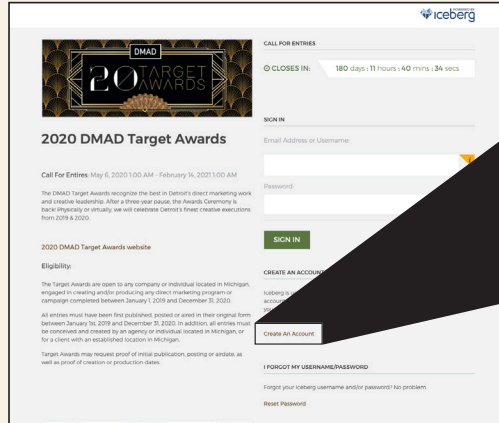 POWERED BY
iceberg
DMAD
20 TARGET
AWARDS
2020 DMAD Target Awards
Call For Entires: May 6, 2020 1:00 AM - February 14, 2021 1:00 AM
The DMAD Target Awards recognize the best in Detroit's direct marketing work
and creative leadership. After a three-year pause, the Awards Ceremony is
back! Physically or virtually, we will celebrate Detroit's finest creative executions
from 2019 & 2020.
2020 DMAD Target Awards website
Eligibility:
The Target Awards are open to any company or individual located in Michigan,
engaged in creating and/or producing any direct marketing program or
campaign completed between January 1, 2019 and December 31, 2020.
All entries must have been first published, posted or aired in their original form
between January 1st, 2019 and December 31, 2020. In addition, all entries must
be conceived and created by an agency or individual located in Michigan, or
for a client with an established location in Michigan.
Target Awards may request proof of initial publication, posting or airdate, as
well as proof of creation or production dates.
CALL FOR ENTRIES
CLOSES IN: 180 days : 11 hours : 40 mins : 34 secs
SIGN IN
Email Address or Username:
Password:
SIGN IN
CREATE AN ACCOUNT
Iceberg is
account
Create An Account
I FORGOT MY USERNAME/PASSWORD
Forgot your Iceberg username and/or password? No problem.
Reset Password